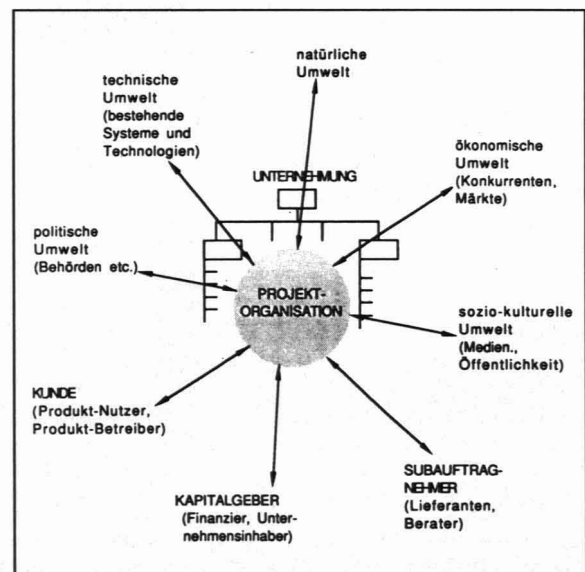 natürliche
Umwelt
technische
Umwelt
(bestehende
Systeme und
Technologien)
ökonomische
Umwelt
(Konkurrenten,
Märkte)
UNTERNEHMUNG
politische
Umwelt
(Behörden etc.)
PROJEKT-
ORGANISATION
sozio-kulturelle
Umwelt
(Medien.,
Öffentlichkeit)
KUNDE
(Produkt-Nutzer,
Produkt-Betreiber)
SUBAUFTRAG-
NEHMER
(Lieferanten,
Berater)
KAPITALGEBER
(Finanzier, Unter-
nehmensinhaber)